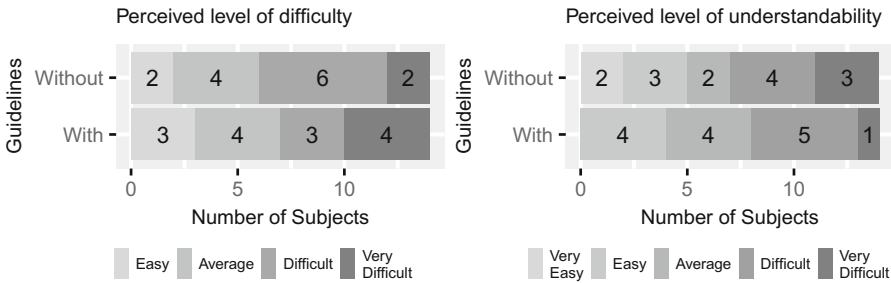 Perceived level of difficulty
Guidelines
Without
2 4 6 2
With
3 4 3 4
0 5 10
Number of Subjects
Easy Average Difficult Very Difficult
Perceived level of understandability
Guidelines
Without
2 3 2 4 3
With
4 4 5 1
0 5 10
Number of Subjects
Very Easy Easy Average Difficult Very Difficult